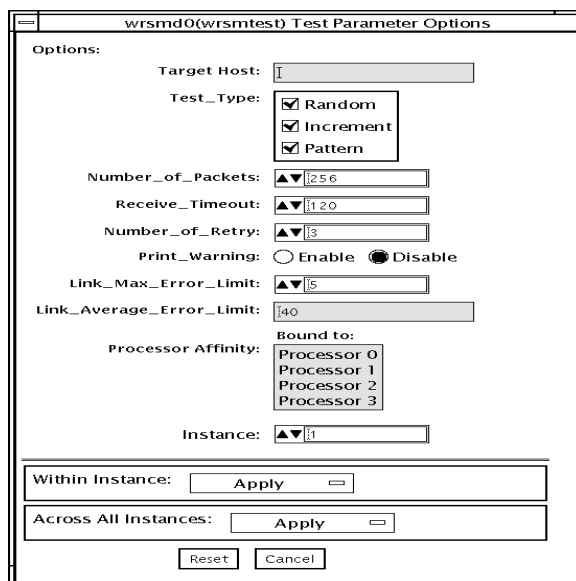 wrsmd0(wrsmtest) Test Parameter Options
Options:
Target Host:
Test_Type:
Random
Increment
Pattern
Number_of_Packets: 256
Receive_Timeout: 120
Number_of_Retry: 3
Print_Warning: Enable Disable
Link_Max_Error_Limit: 5
Link_Average_Error_Limit: 40
Bound to:
Processor Affinity:
Processor 0
Processor 1
Processor 2
Processor 3
Instance: 1
Within Instance: Apply
Across All Instances: Apply
Reset Cancel